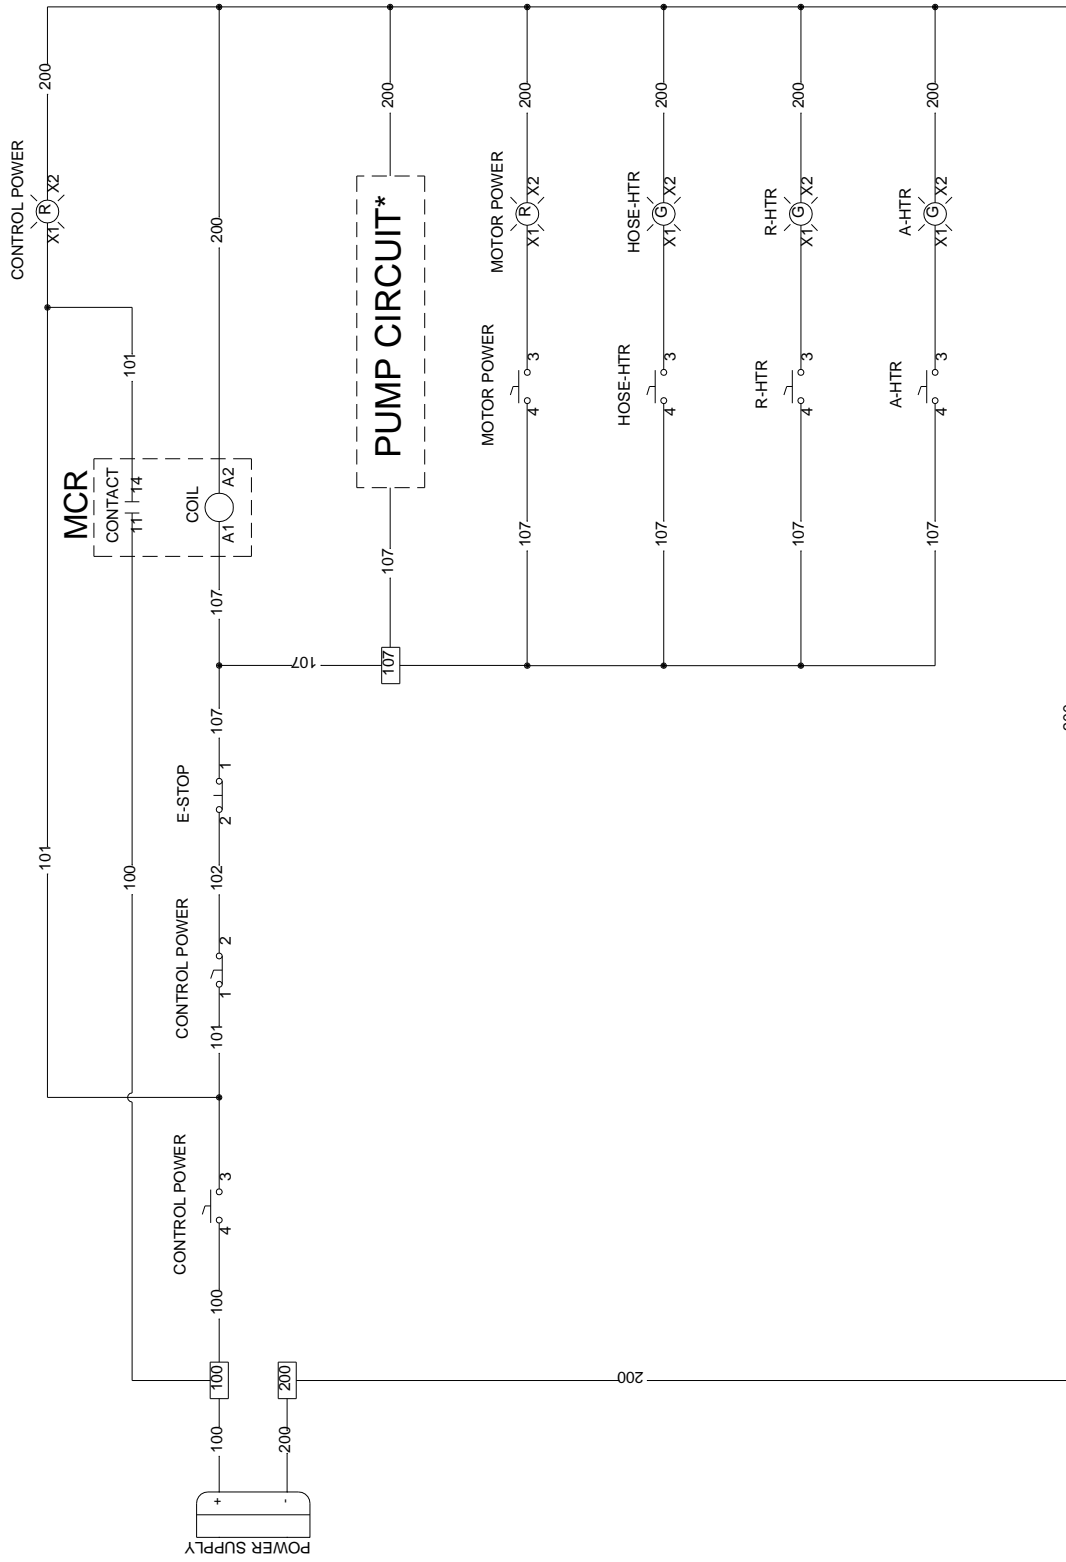 CONTROL POWER
200
X1 R X2
101
101
MCR
CONTACT
11 14
100
COIL
A1 A2
107
200
POWER SUPPLY
+
-
100
200
100
200
100
CONTROL POWER
4 3
101
CONTROL POWER
1 2
102
E-STOP
2 1
107
107
107
107
PUMP CIRCUIT*
200
107
MOTOR POWER
4 3
MOTOR POWER
X1 R X2
200
107
HOSE-HTR
4 3
HOSE-HTR
X1 G X2
200
107
R-HTR
4 3
R-HTR
X1 G X2
200
107
A-HTR
4 3
A-HTR
X1 G X2
200
200